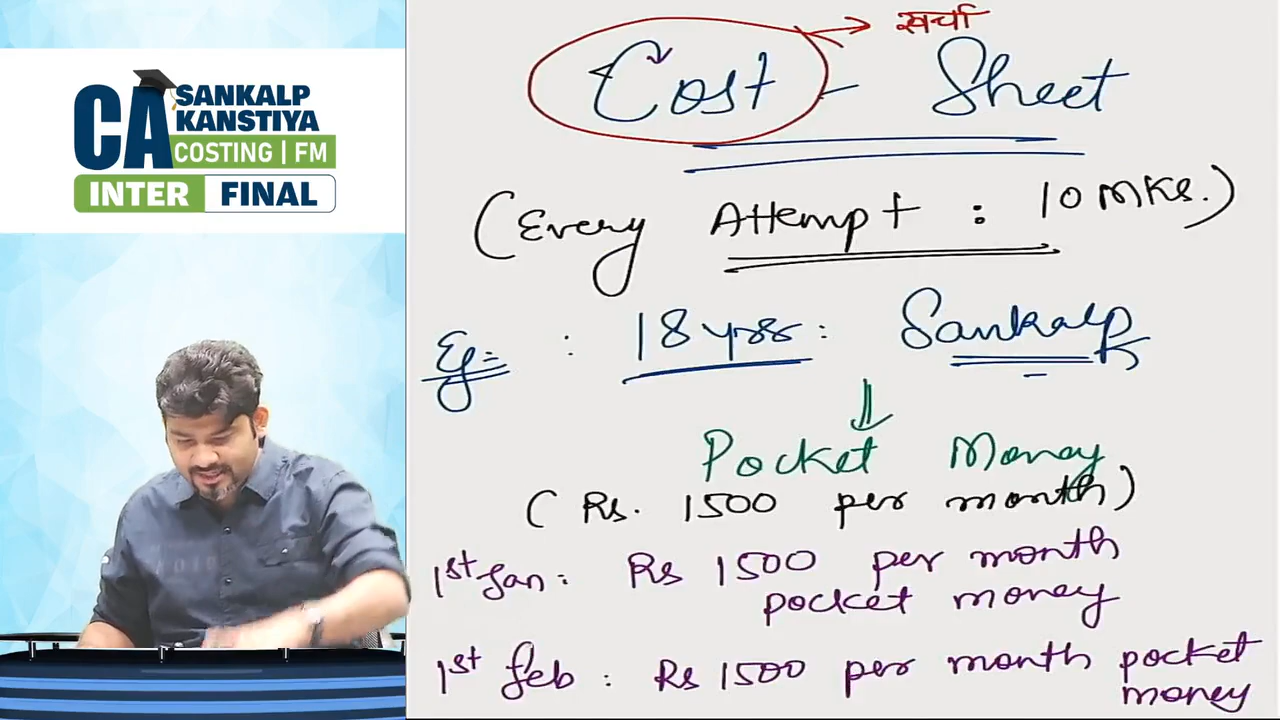 CA SANKALP KANSTIYA
COSTING | FM
INTER FINAL
Cost - Sheet → खर्चा
(Every Attempt : 10 MKs.)
Eg= : 18 yrs : Sankalp
↓
Pocket Money
(Rs. 1500 per month)
1st Jan : Rs 1500 per month
pocket money
1st Feb : Rs 1500 per month pocket
money